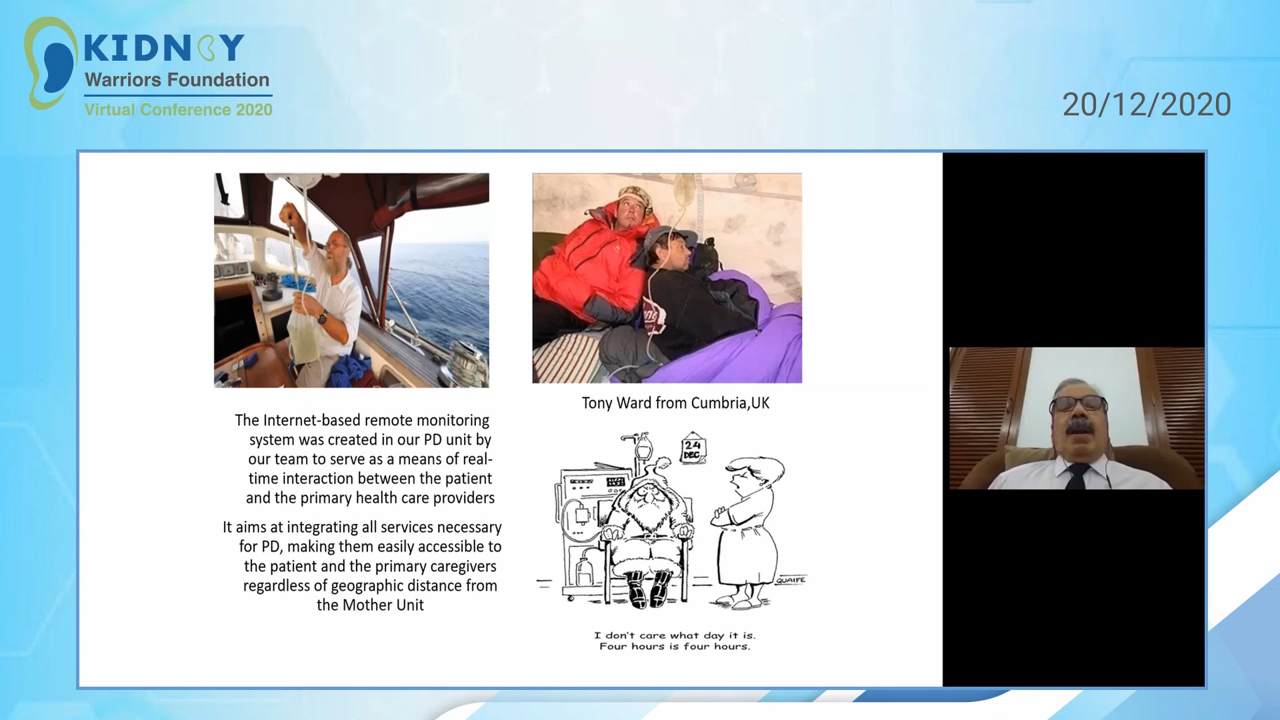 KIDNEY
Warriors Foundation
Virtual Conference 2020
20/12/2020
The Internet-based remote monitoring
system was created in our PD unit by
our team to serve as a means of real-
time interaction between the patient
and the primary health care providers
It aims at integrating all services necessary
for PD, making them easily accessible to
the patient and the primary caregivers
regardless of geographic distance from
the Mother Unit
Tony Ward from Cumbria,UK
24
DEC
QUAIFE
I don't care what day it is.
Four hours is four hours.